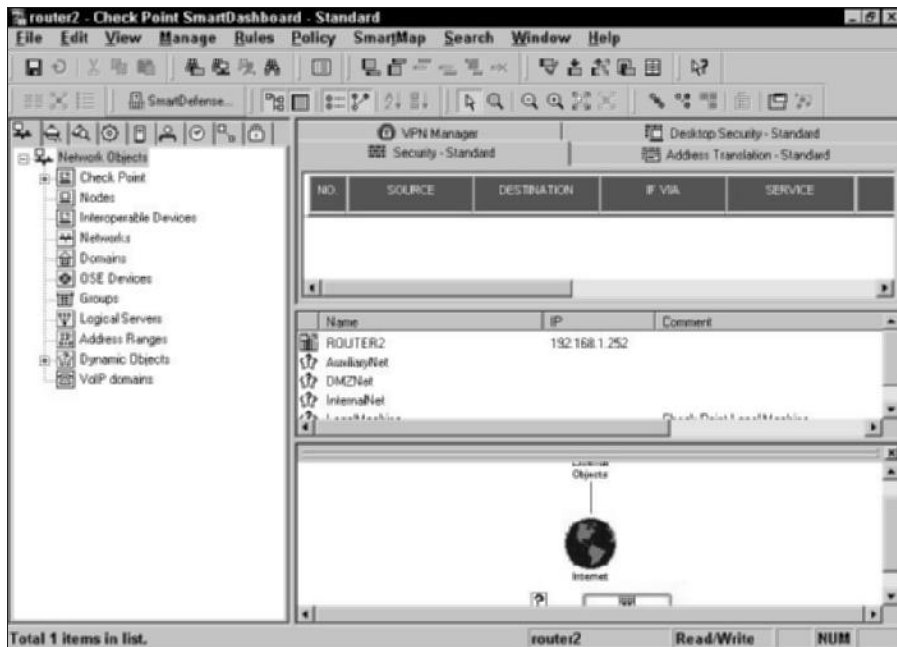 router2 - Check Point SmartDashboard - Standard
File Edit View Manage Rules Policy SmartMap Search Window Help
SmartDefense...
Network Objects
Check Point
Nodes
Interoperable Devices
Networks
Domains
OSE Devices
Groups
Logical Servers
Address Ranges
Dynamic Objects
VoIP domains
VPN Manager
Desktop Security - Standard
Security - Standard
Address Translation - Standard
NO. SOURCE DESTINATION IF VIA SERVICE
Name IP Comment
ROUTER2 192.168.1.252
AuxiliaryNet
DMZNet
InternalNet
Objects
Internet
Total 1 items in list. router2 Read/Write NUM